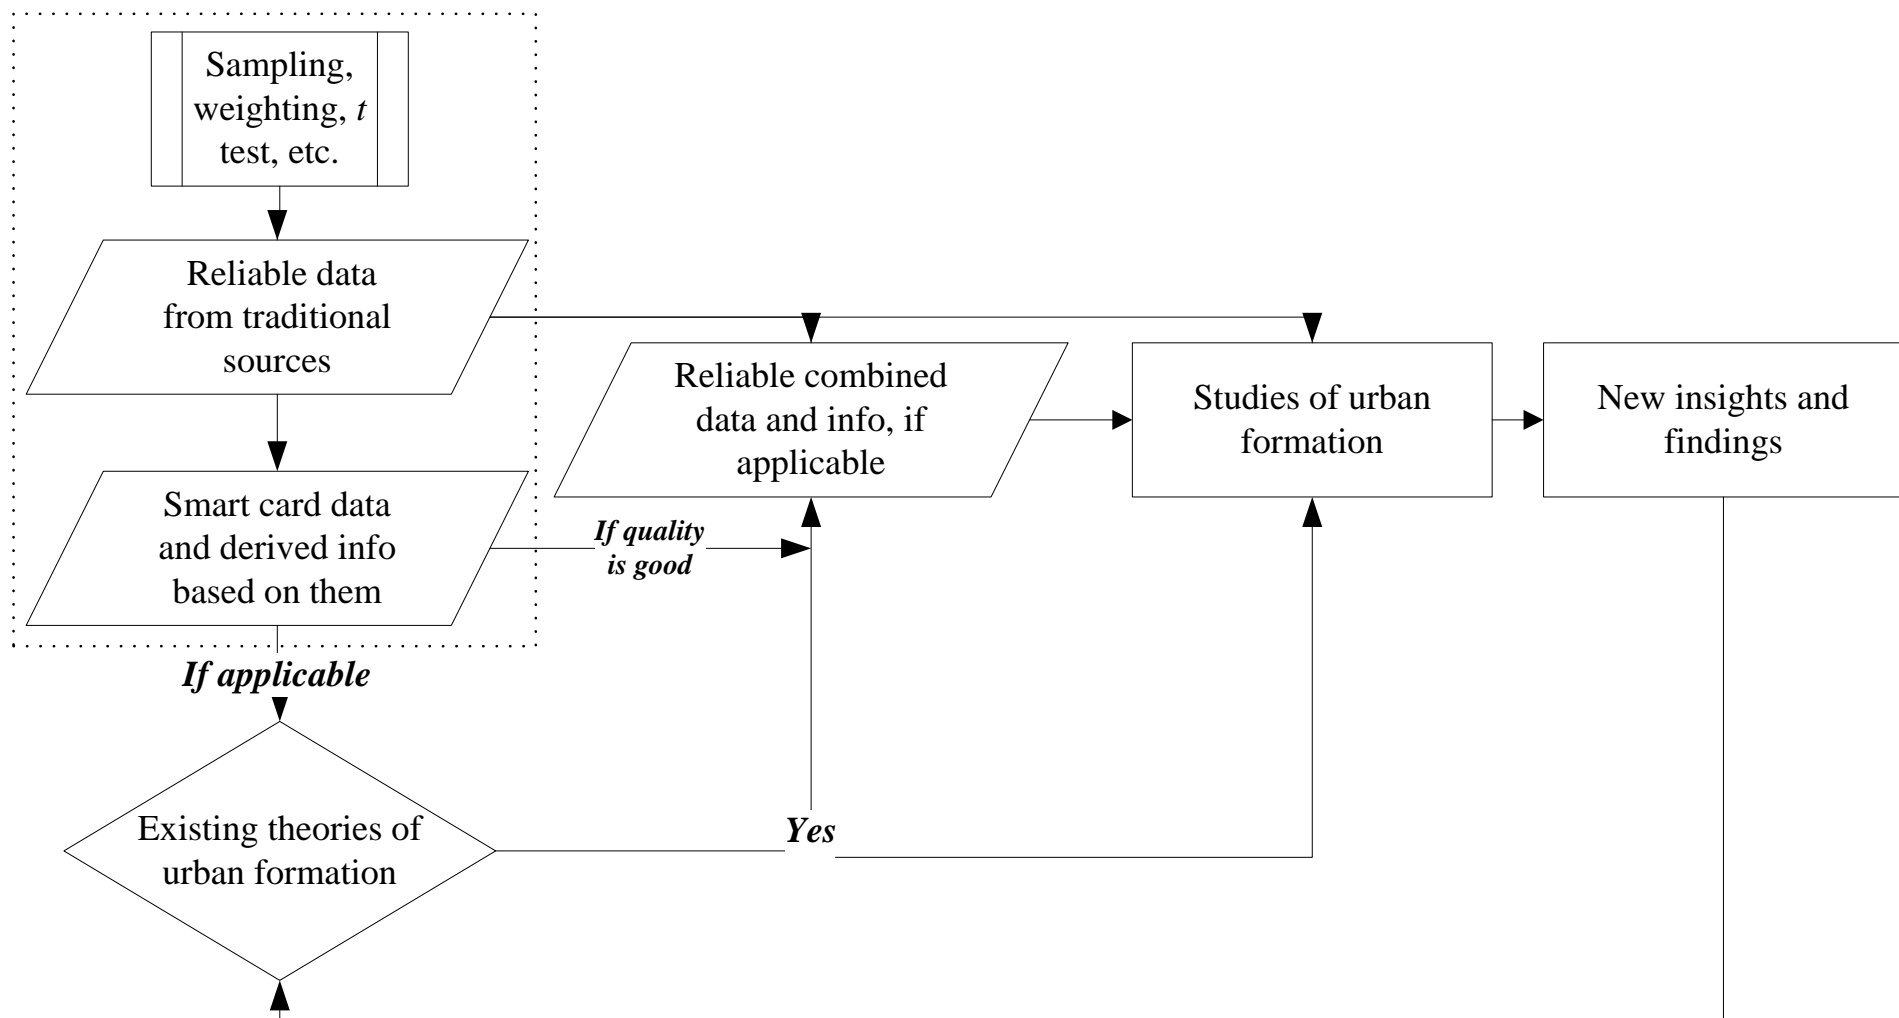 Sampling,
weighting, t
test, etc.
Reliable data
from traditional
sources
Reliable combined
data and info, if
applicable
Studies of urban
formation
New insights and
findings
Smart card data
and derived info
based on them
If quality
is good
If applicable
Existing theories of
urban formation
Yes